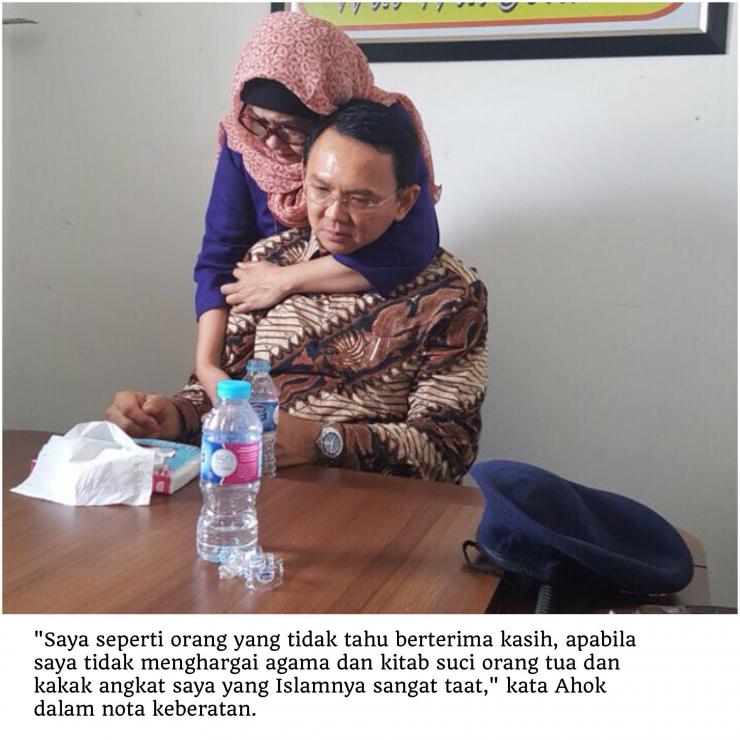 "Saya seperti orang yang tidak tahu berterima kasih, apabila
saya tidak menghargai agama dan kitab suci orang tua dan
kakak angkat saya yang Islamnya sangat taat," kata Ahok
dalam nota keberatan.